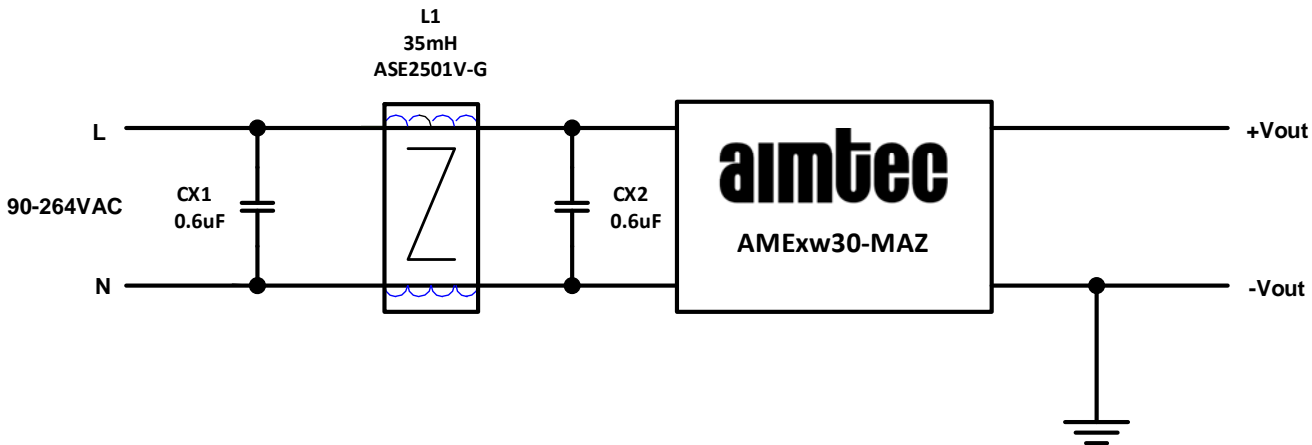 L1
35mH
ASE2501V-G
L
+Vout
90-264VAC
CX1
0.6uF
CX2
0.6uF
aimtec
AMExw30-MAZ
N
-Vout